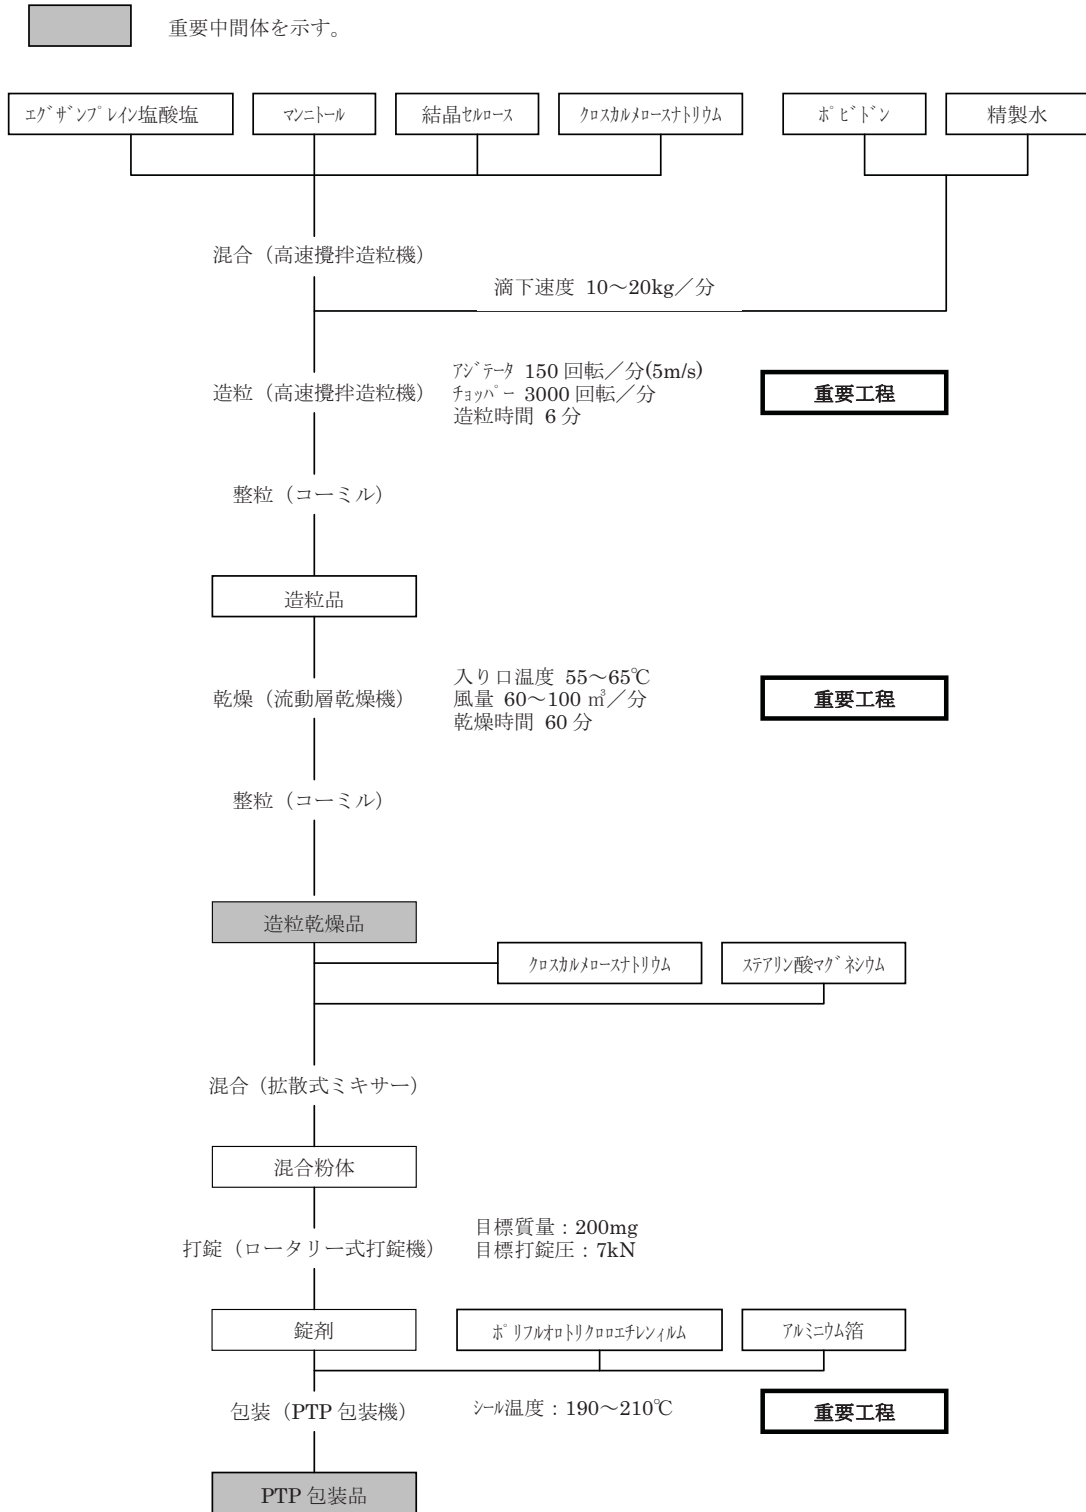 重要中間体を示す。
ｴｸﾞｻﾞﾝﾌﾟﾚｲﾝ塩酸塩
ﾏﾝﾆﾄｰﾙ
結晶ｾﾙﾛｰｽ
ｸﾛｽｶﾙﾒﾛｰｽﾅﾄﾘｳﾑ
ﾎﾟﾋﾞﾄﾞﾝ
精製水
混合（高速攪拌造粒機）
滴下速度 10～20kg／分
造粒（高速攪拌造粒機）
ｱｼﾞﾃｰﾀ 150 回転／分(5m/s)
ﾁｮｯﾊﾟｰ 3000 回転／分
造粒時間 6 分
重要工程
整粒（コーミル）
造粒品
乾燥（流動層乾燥機）
入り口温度 55～65℃
風量 60～100 ㎥／分
乾燥時間 60 分
重要工程
整粒（コーミル）
造粒乾燥品
ｸﾛｽｶﾙﾒﾛｰｽﾅﾄﾘｳﾑ
ｽﾃｱﾘﾝ酸ﾏｸﾞﾈｼｳﾑ
混合（拡散式ミキサー）
混合粉体
打錠（ロータリー式打錠機）
目標質量：200mg
目標打錠圧：7kN
錠剤
ﾎﾟﾘﾌﾙｵﾛﾄﾘｸﾛﾛｴﾁﾚﾝｨﾙﾑ
ｱﾙﾐﾆｳﾑ箔
包装（PTP 包装機）
ｼｰﾙ温度：190～210℃
重要工程
PTP 包装品